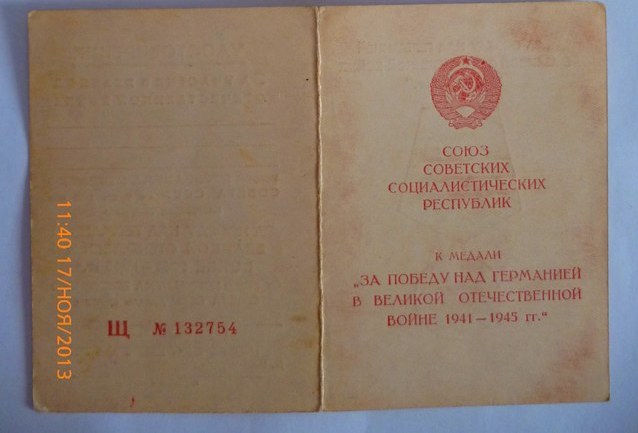 Щ № 132754
СОЮЗ
СОВЕТСКИХ
СОЦИАЛИСТИЧЕСКИХ
РЕСПУБЛИК
К МЕДАЛИ
„ЗА ПОБЕДУ НАД ГЕРМАНИЕЙ
В ВЕЛИКОЙ ОТЕЧЕСТВЕННОЙ
ВОЙНЕ 1941—1945 гг.“
11:40 17/НОЯ/2013